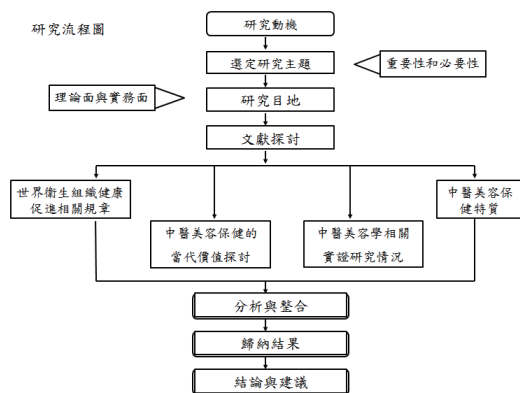 研究流程圖
研究動機
選定研究主題
重要性和必要性
理論面與實務面
研究目地
文獻探討
世界衛生組織健康
促進相關規章
中醫美容保健的
當代價值探討
中醫美容學相關
實證研究情況
中醫美容保
健特質
分析與整合
歸納結果
結論與建議